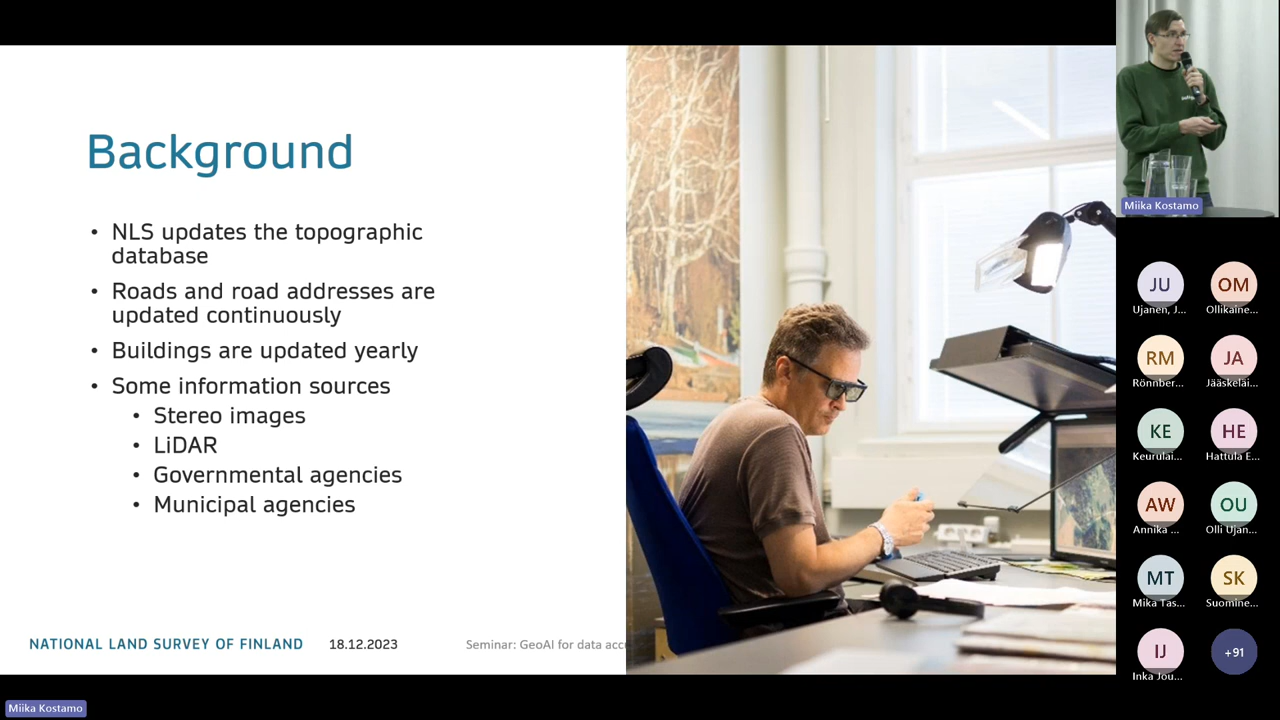 Background
• NLS updates the topographic
database
• Roads and road addresses are
updated continuously
• Buildings are updated yearly
• Some information sources
• Stereo images
• LiDAR
• Governmental agencies
• Municipal agencies
NATIONAL LAND SURVEY OF FINLAND 18.12.2023 Seminar: GeoAI for data accu
Miika Kostamo
Miika Kostamo
JU OM
Ujanen, J... Ollikaine...
RM JA
Rönnber... Jääskeläi...
KE HE
Keurulai... Hattula E...
AW OU
Annika ... Olli Ujan...
MT SK
Mika Tas... Suomine...
IJ +91
Inka Jou...